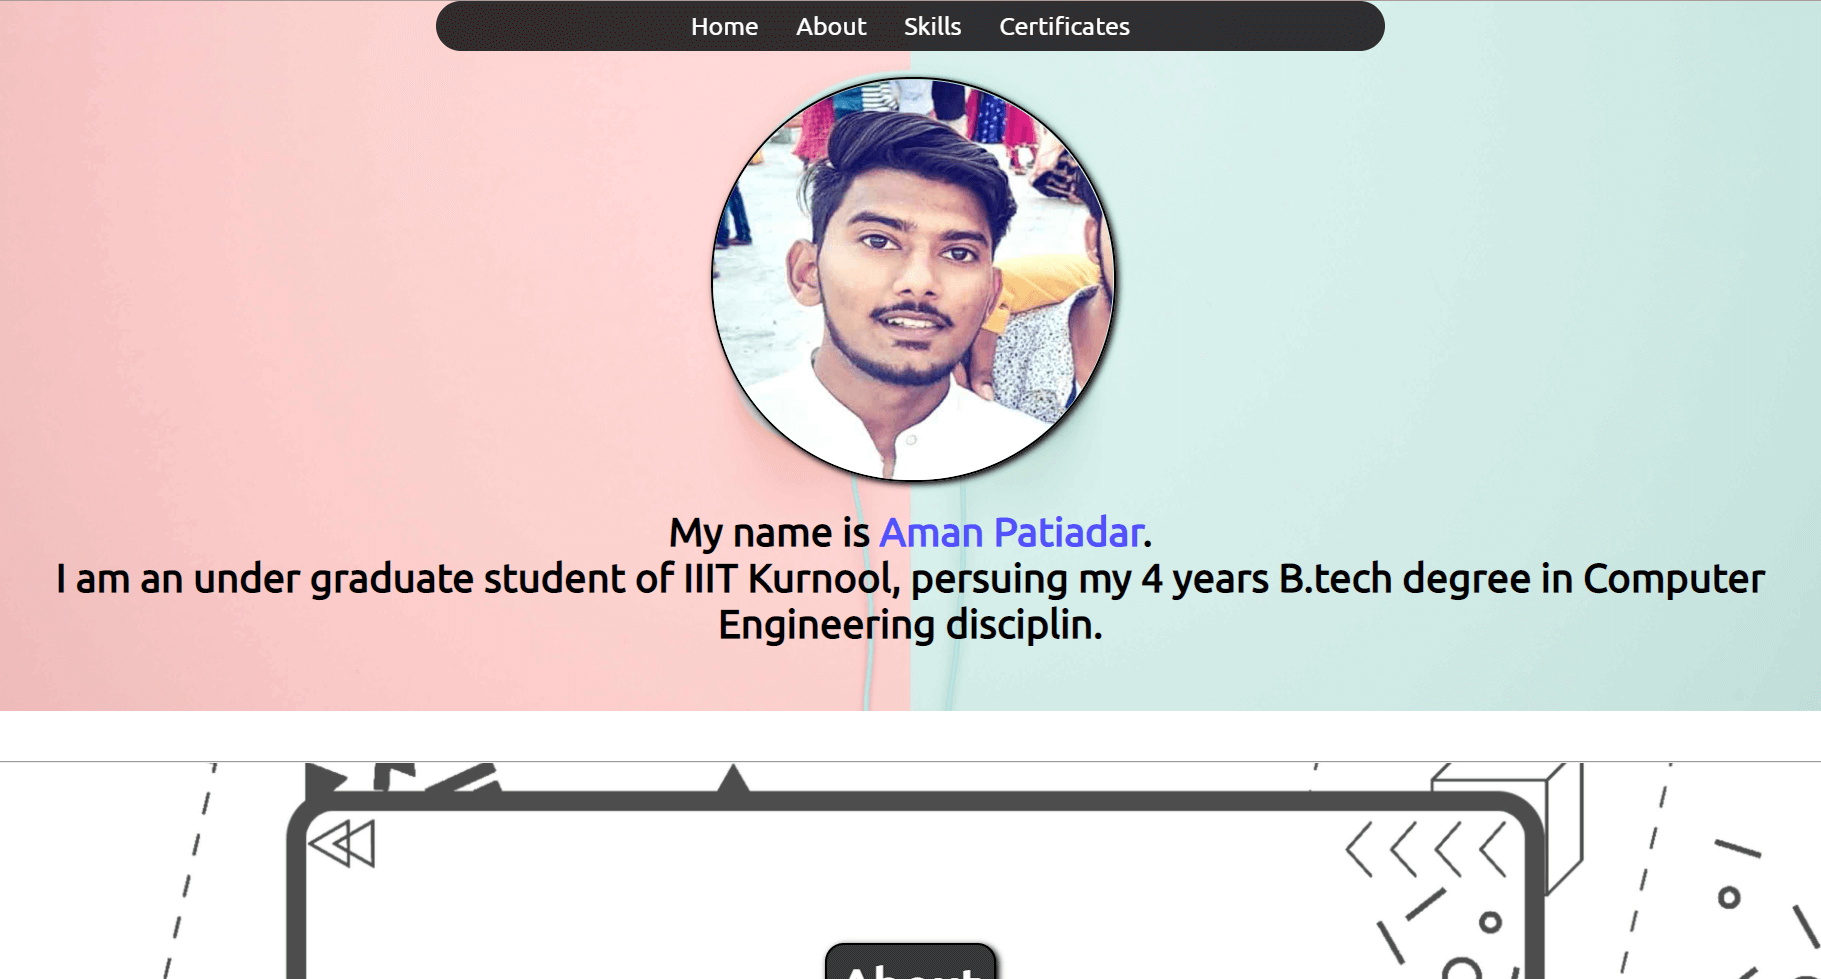 Home About Skills Certificates
My name is Aman Patiadar.
I am an under graduate student of IIIT Kurnool, persuing my 4 years B.tech degree in Computer
Engineering disciplin.
About